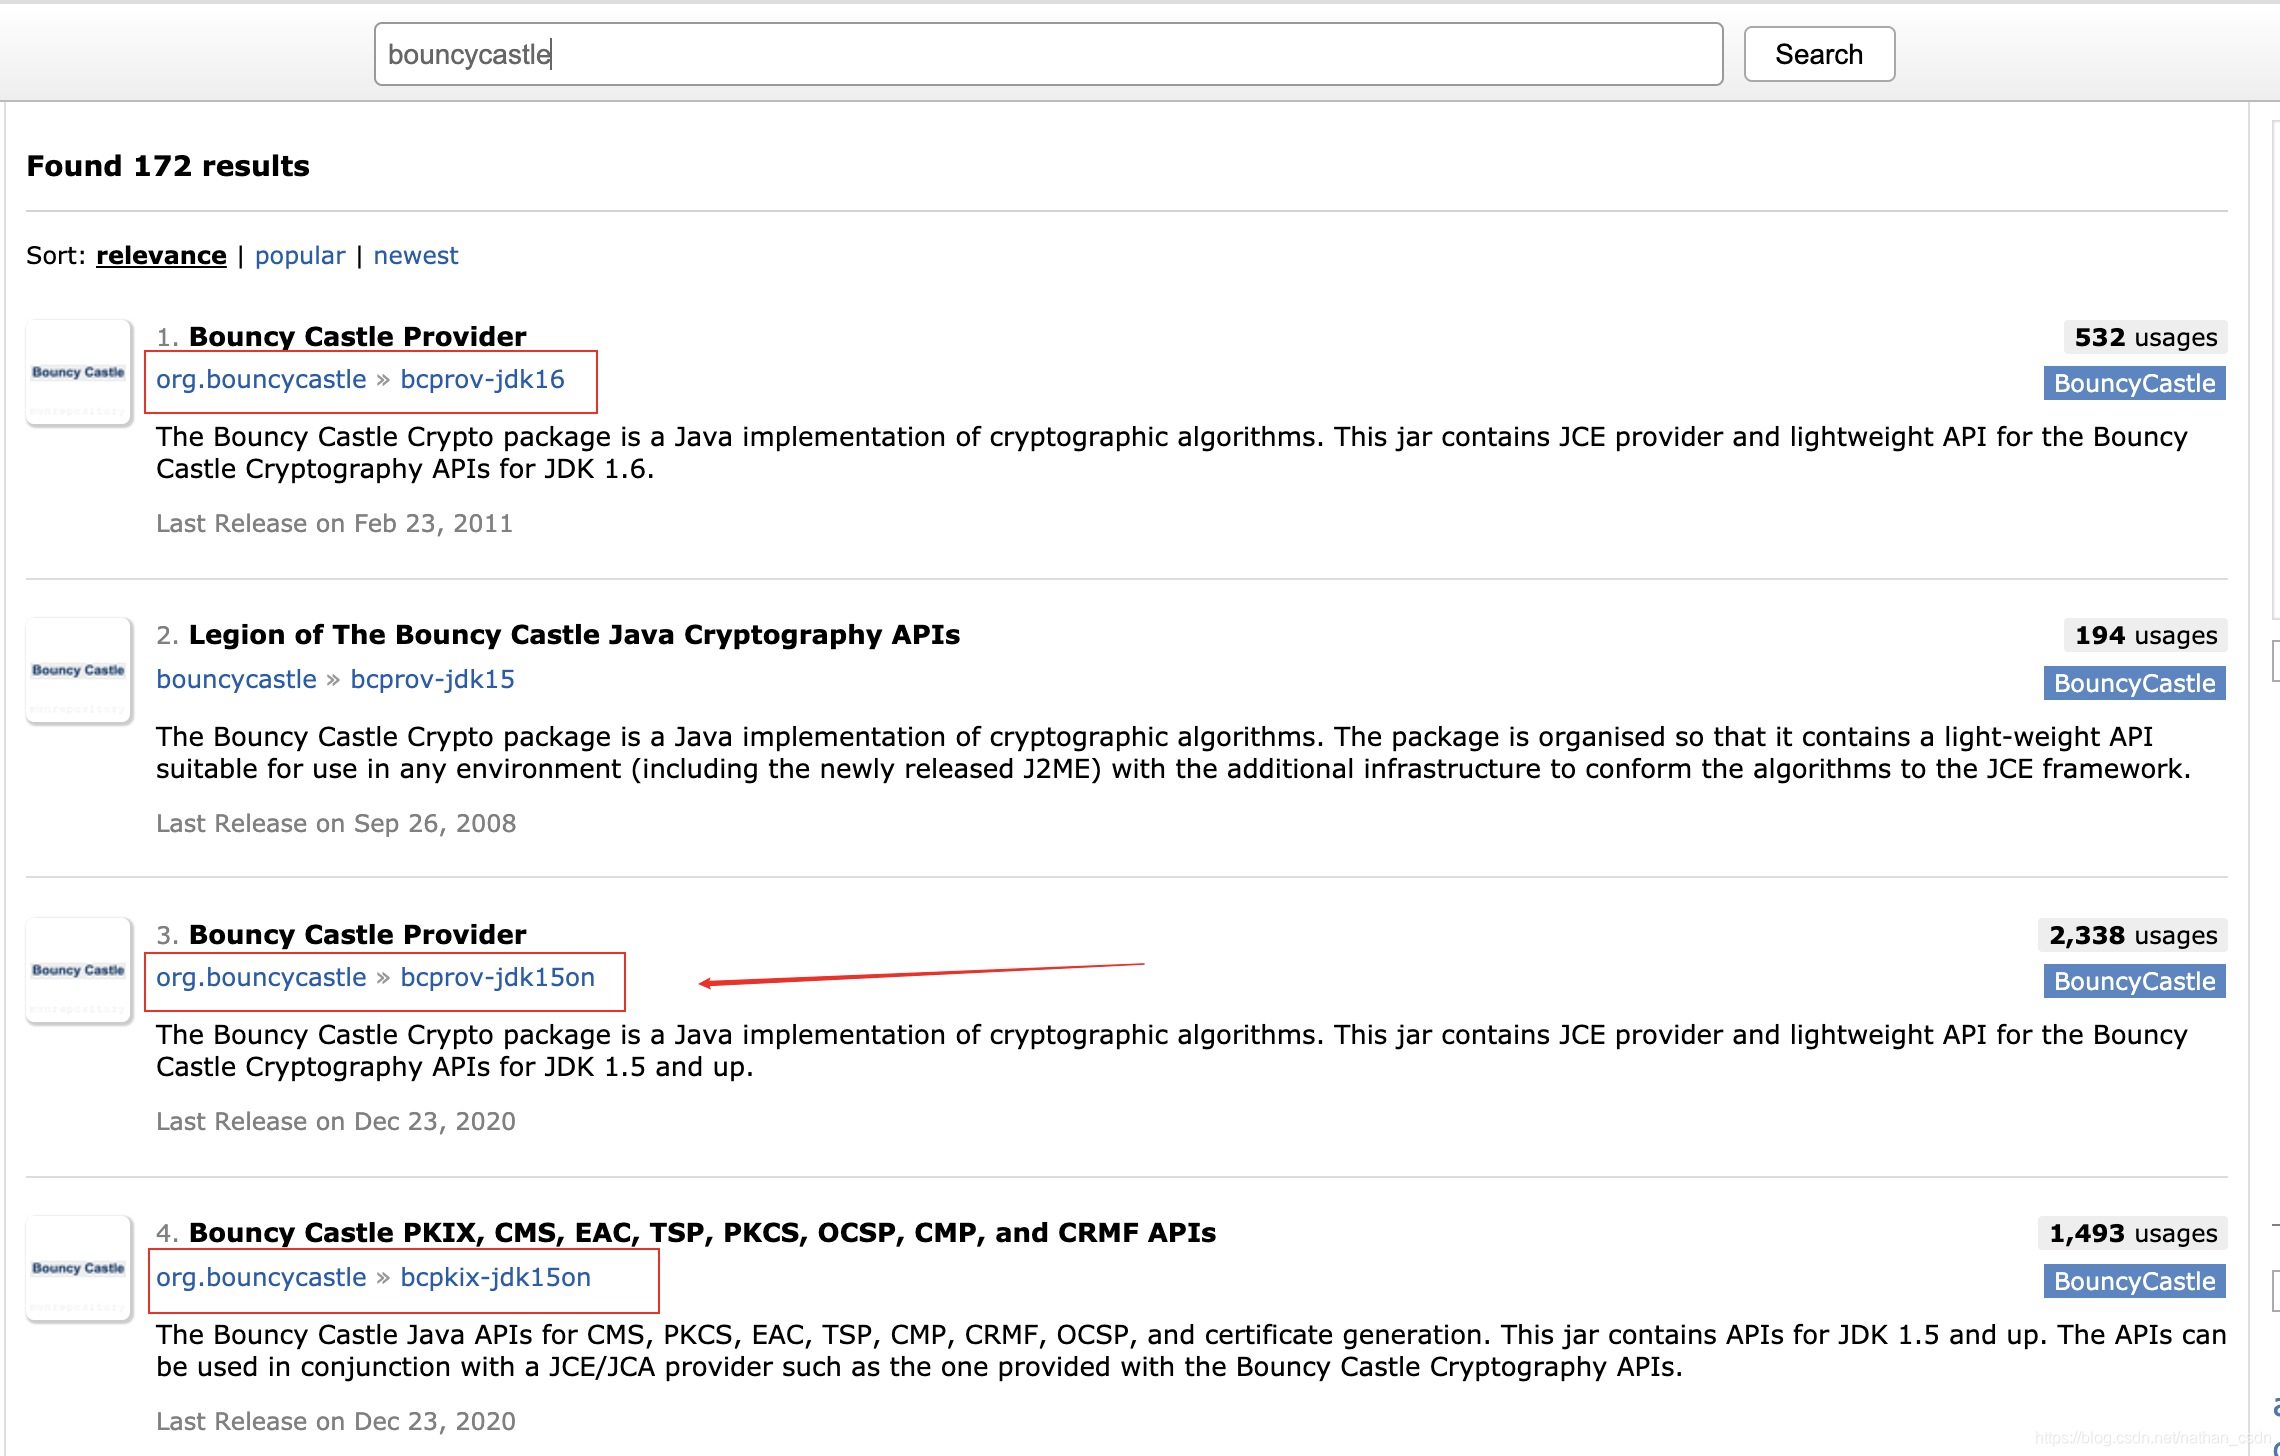 bouncycastle
Search
Found 172 results
Sort: relevance | popular | newest
Bouncy Castle
1. Bouncy Castle Provider
532 usages
org.bouncycastle » bcprov-jdk16
BouncyCastle
The Bouncy Castle Crypto package is a Java implementation of cryptographic algorithms. This jar contains JCE provider and lightweight API for the Bouncy
Castle Cryptography APIs for JDK 1.6.
Last Release on Feb 23, 2011
Bouncy Castle
2. Legion of The Bouncy Castle Java Cryptography APIs
194 usages
bouncycastle » bcprov-jdk15
BouncyCastle
The Bouncy Castle Crypto package is a Java implementation of cryptographic algorithms. The package is organised so that it contains a light-weight API
suitable for use in any environment (including the newly released J2ME) with the additional infrastructure to conform the algorithms to the JCE framework.
Last Release on Sep 26, 2008
Bouncy Castle
3. Bouncy Castle Provider
2,338 usages
org.bouncycastle » bcprov-jdk15on
BouncyCastle
The Bouncy Castle Crypto package is a Java implementation of cryptographic algorithms. This jar contains JCE provider and lightweight API for the Bouncy
Castle Cryptography APIs for JDK 1.5 and up.
Last Release on Dec 23, 2020
Bouncy Castle
4. Bouncy Castle PKIX, CMS, EAC, TSP, PKCS, OCSP, CMP, and CRMF APIs
1,493 usages
org.bouncycastle » bcpkix-jdk15on
BouncyCastle
The Bouncy Castle Java APIs for CMS, PKCS, EAC, TSP, CMP, CRMF, OCSP, and certificate generation. This jar contains APIs for JDK 1.5 and up. The APIs can
be used in conjunction with a JCE/JCA provider such as the one provided with the Bouncy Castle Cryptography APIs.
Last Release on Dec 23, 2020
https://blog.csdn.net/nathan_csdn